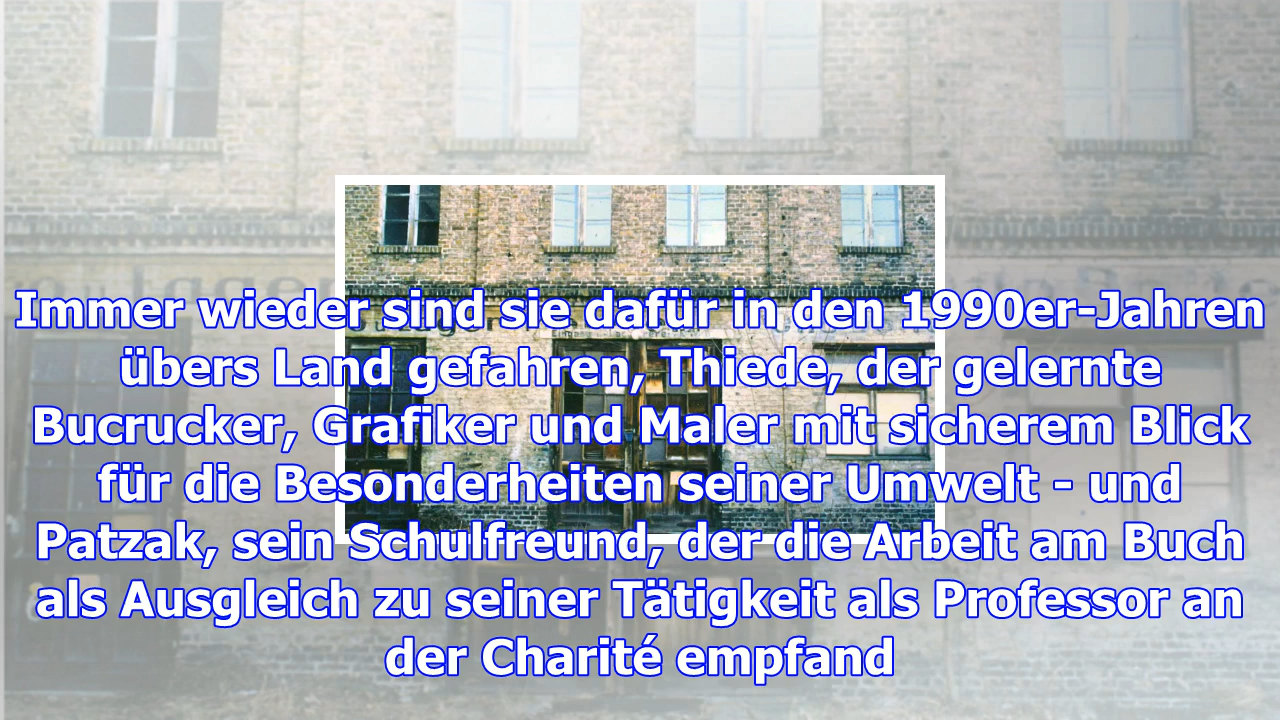 Immer wieder sind sie dafür in den 1990er-Jahren
übers Land gefahren, Thiede, der gelernte
Bucrucker, Grafiker und Maler mit sicherem Blick
für die Besonderheiten seiner Umwelt - und
Patzak, sein Schulfreund, der die Arbeit am Buch
als Ausgleich zu seiner Tätigkeit als Professor an
der Charité empfand